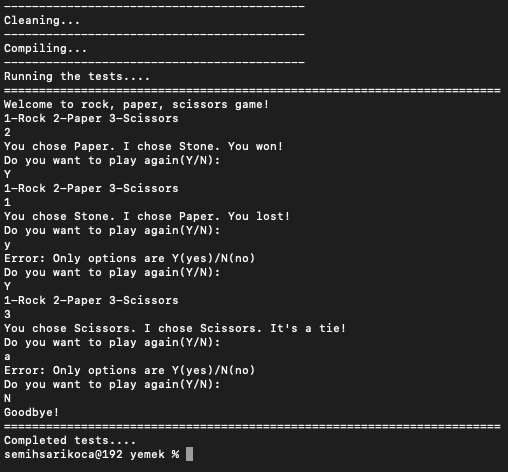 -------------------------------------------
Cleaning...
-------------------------------------------
Compiling...
-------------------------------------------
Running the tests....
=======================================================================
Welcome to rock, paper, scissors game!
1-Rock 2-Paper 3-Scissors
2
You chose Paper. I chose Stone. You won!
Do you want to play again(Y/N):
Y
1-Rock 2-Paper 3-Scissors
1
You chose Stone. I chose Paper. You lost!
Do you want to play again(Y/N):
y
Error: Only options are Y(yes)/N(no)
Do you want to play again(Y/N):
Y
1-Rock 2-Paper 3-Scissors
3
You chose Scissors. I chose Scissors. It's a tie!
Do you want to play again(Y/N):
a
Error: Only options are Y(yes)/N(no)
Do you want to play again(Y/N):
N
Goodbye!
=======================================================================
Completed tests....
semihsarikoca@192 yemek %